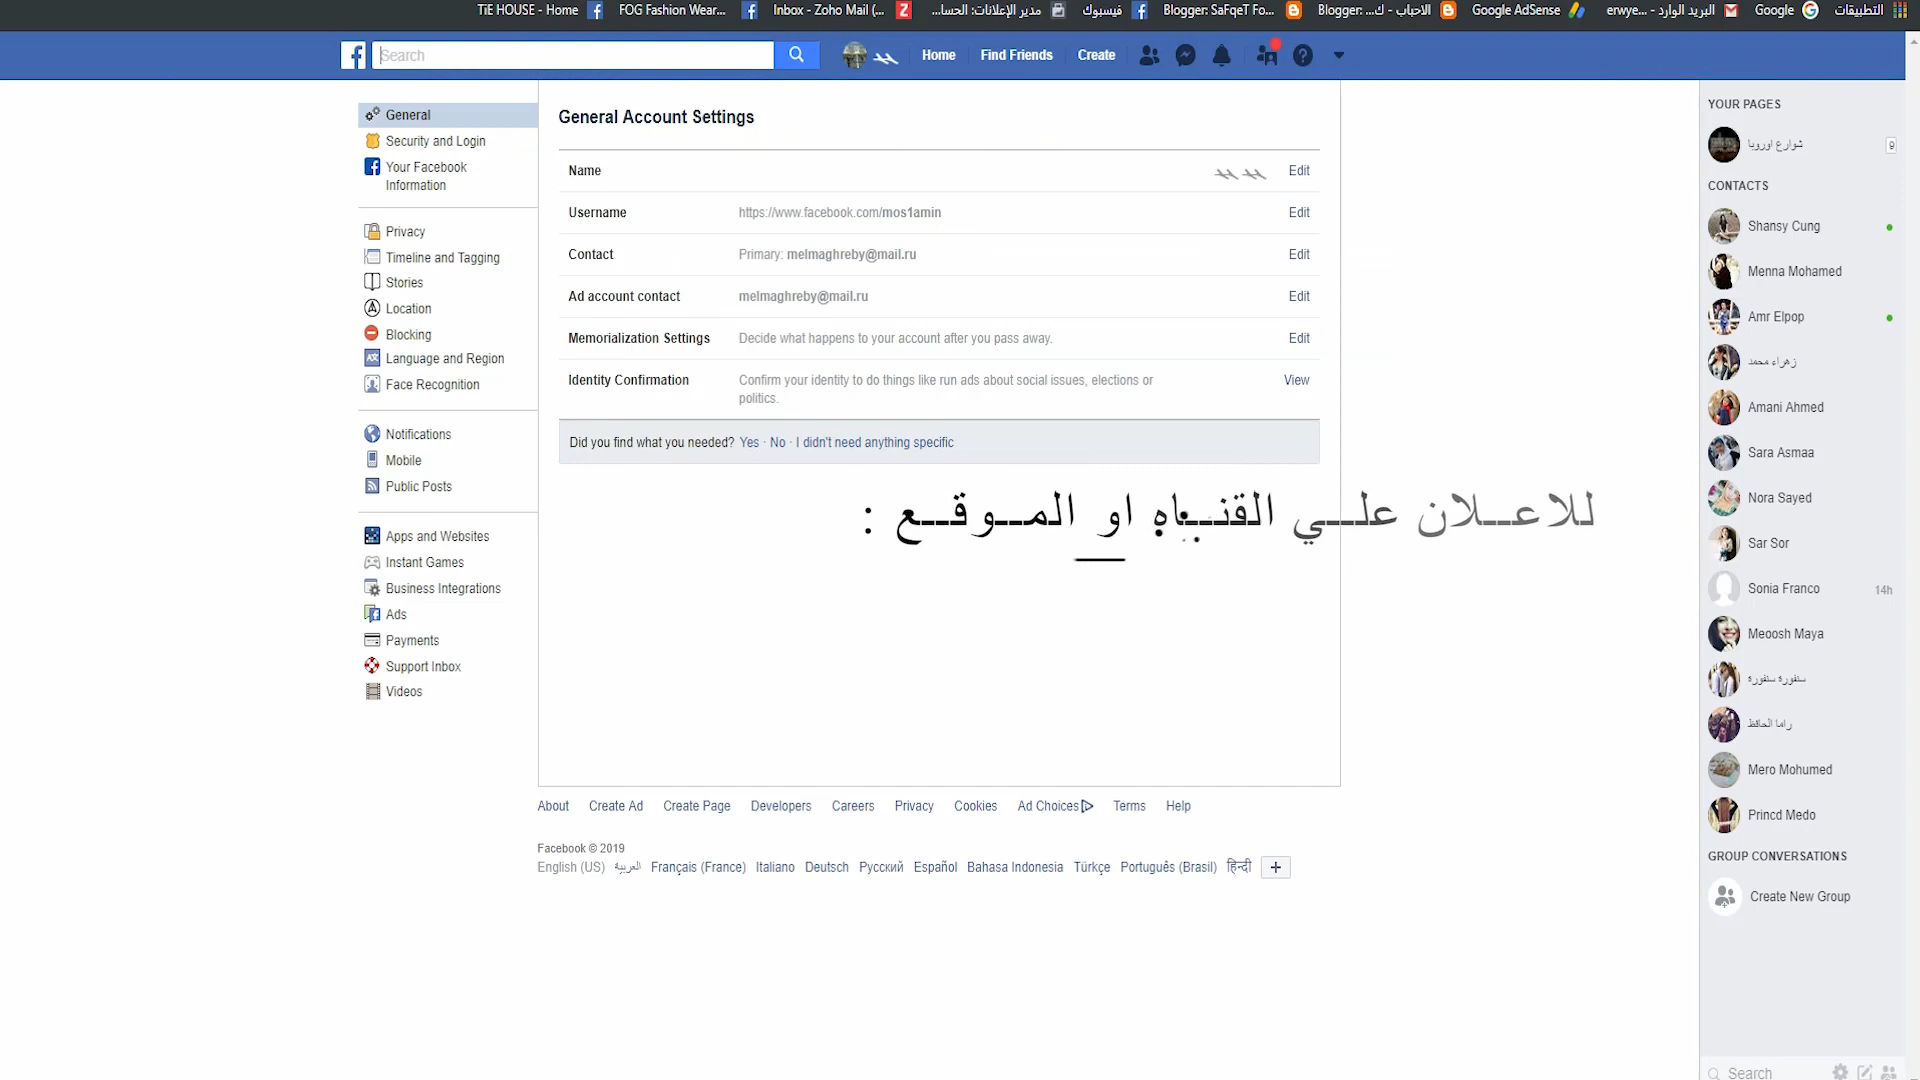 TiE HOUSE - Home
FOG Fashion Wear...
Inbox - Zoho Mail (...
مدير الإعلانات: الحسا...
فيسبوك
Blogger: SaFqeT Fo...
Blogger: الاحباب - ك...
Google AdSense
البريد الوارد - erwye...
Google
التطبيقات
Search
Home
Find Friends
Create
General
Security and Login
Your Facebook
Information
Privacy
Timeline and Tagging
Stories
Location
Blocking
Language and Region
Face Recognition
Notifications
Mobile
Public Posts
Apps and Websites
Instant Games
Business Integrations
Ads
Payments
Support Inbox
Videos
General Account Settings
Name Edit
Username https://www.facebook.com/mos1amin Edit
Contact Primary: melmaghreby@mail.ru Edit
Ad account contact melmaghreby@mail.ru Edit
Memorialization Settings Decide what happens to your account after you pass away. Edit
Identity Confirmation Confirm your identity to do things like run ads about social issues, elections or View
politics.
Did you find what you needed? Yes · No · I didn't need anything specific
للاعـــلان علـــي القنـــاه او المـــوقـــع :
About Create Ad Create Page Developers Careers Privacy Cookies Ad Choices Terms Help
Facebook © 2019
English (US) العربية Français (France) Italiano Deutsch Русский Español Bahasa Indonesia Türkçe Português (Brasil) हिन्दी +
YOUR PAGES
شوارع اوروبا 9
CONTACTS
Shansy Cung
Menna Mohamed
Amr Elpop
زهراء محمد
Amani Ahmed
Sara Asmaa
Nora Sayed
Sar Sor
Sonia Franco 14h
Meoosh Maya
سنفورة سنفورة
راما الحافظ
Mero Mohumed
Princd Medo
GROUP CONVERSATIONS
Create New Group
Search